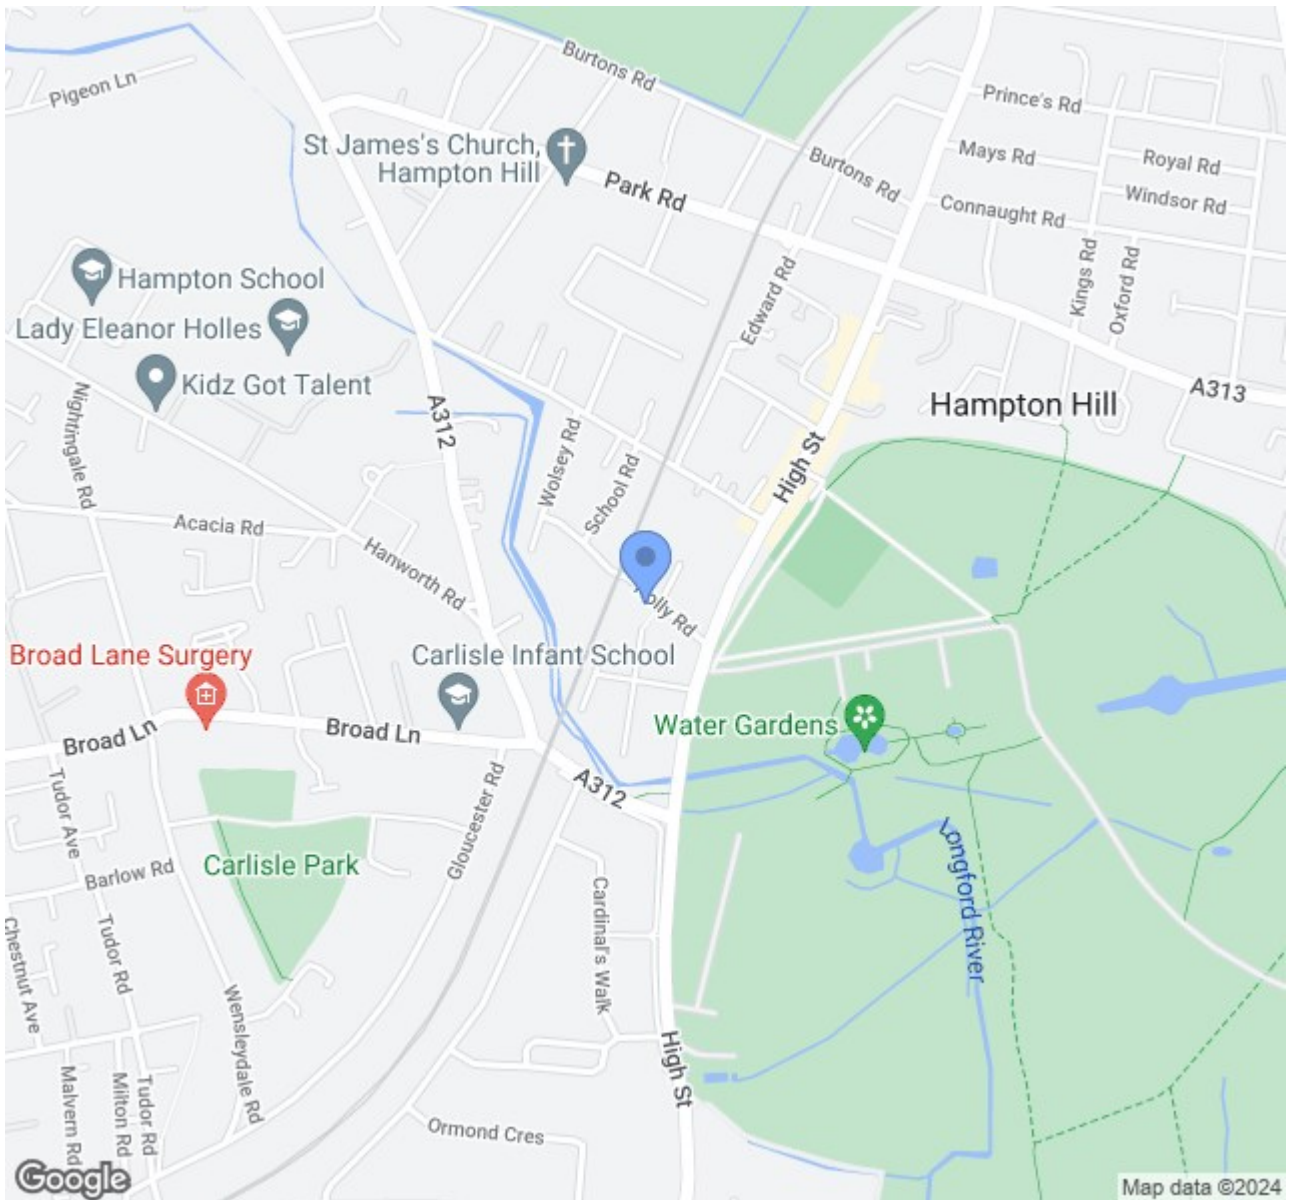 Burtons Rd
Pigeon Ln
Prince's Rd
St James's Church,
Hampton Hill
Mays Rd
Royal Rd
Burtons Rd
Park Rd
Windsor Rd
Connaught Rd
Kings Rd
Oxford Rd
Hampton School
Edward Rd
Lady Eleanor Holles
Kidz Got Talent
A313
Hampton Hill
Nightingale Rd
A312
Wolsey Rd
High St
School Rd
Acacia Rd
Hanworth Rd
olly Rd
Broad Lane Surgery
Carlisle Infant School
Water Gardens
Broad Ln
Broad Ln
A312
Tudor Ave
Gloucester Rd
Carlisle Park
Barlow Rd
Longford River
Cardinal's Walk
Chestnut Ave
Tudor Rd
Wensleydale Rd
High St
Malvern Rd
Milton Rd
Tudor Rd
Ormond Cres
Google
Map data ©2024